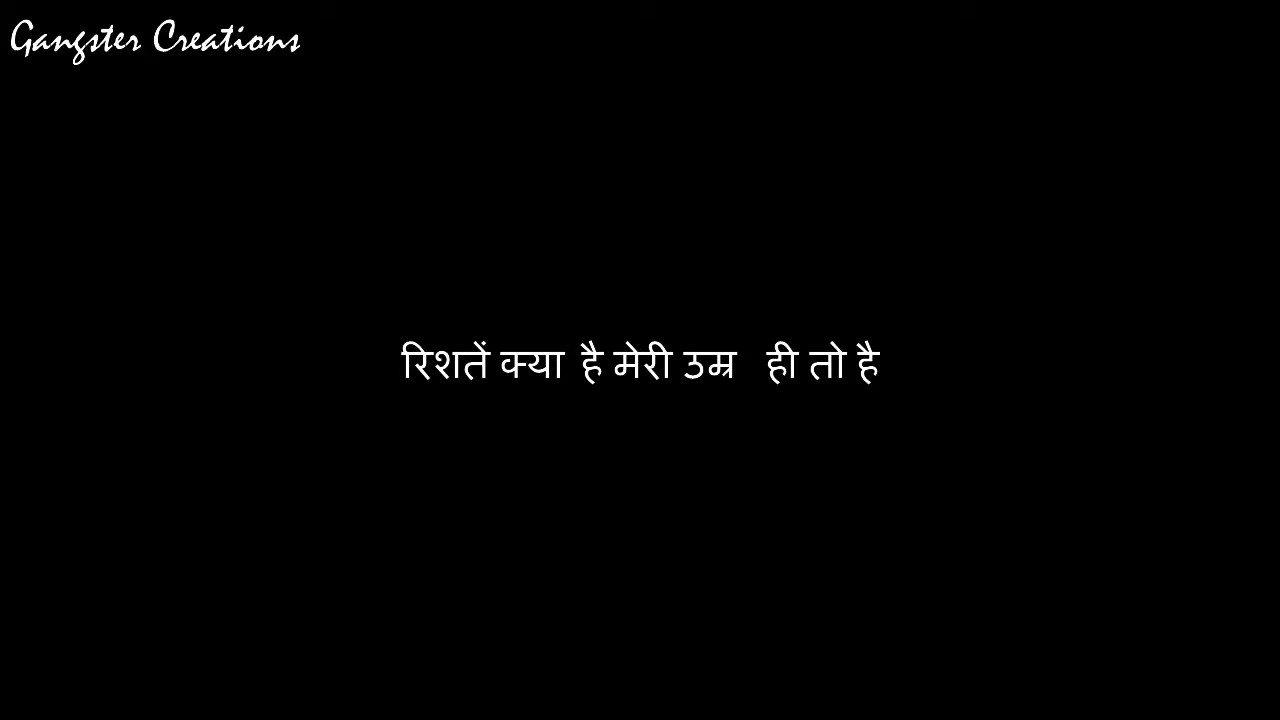 Gangster Creations
रिशतें क्या है मेरी उम्र ही तो है